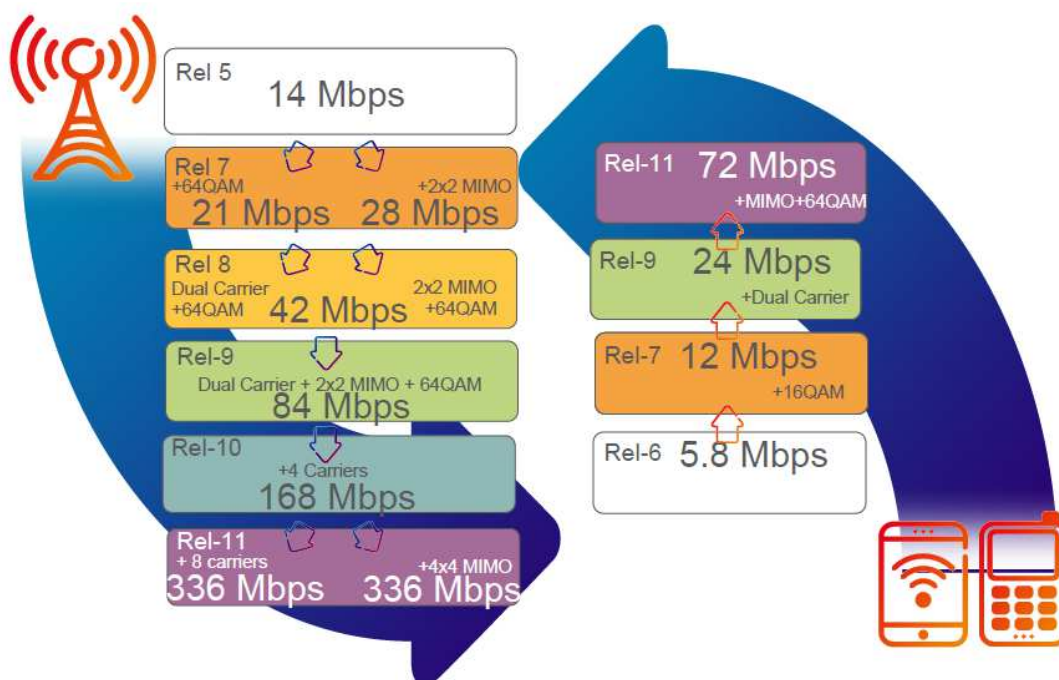 Rel 5
14 Mbps
Rel 7
+64QAM
+2x2 MIMO
21 Mbps
28 Mbps
Rel 8
Dual Carrier
+64QAM
42 Mbps
2x2 MIMO
+64QAM
Rel-9
Dual Carrier + 2x2 MIMO + 64QAM
84 Mbps
Rel-10
+4 Carriers
168 Mbps
Rel-11
+ 8 carriers
+4x4 MIMO
336 Mbps
336 Mbps
Rel-11
72 Mbps
+MIMO+64QAM
Rel-9
24 Mbps
+Dual Carrier
Rel-7
12 Mbps
+16QAM
Rel-6
5.8 Mbps